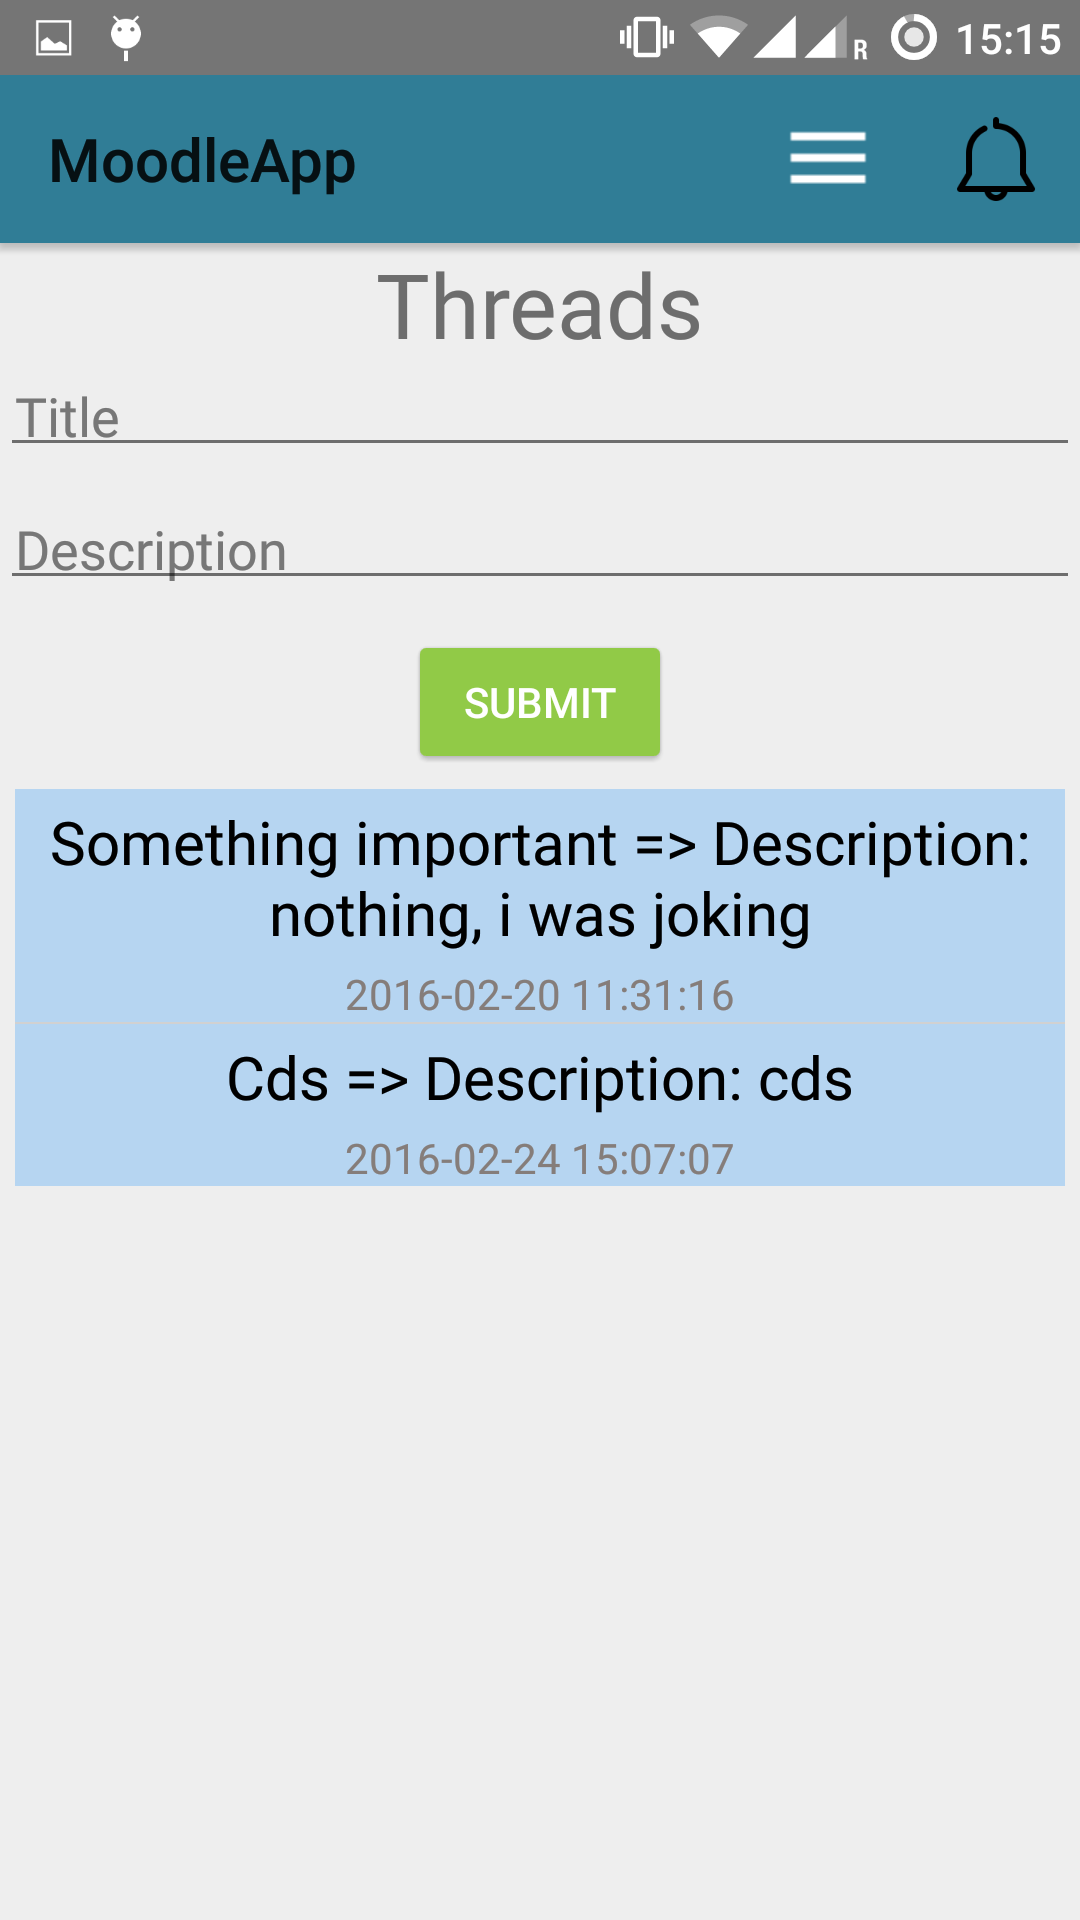 R 15:15
MoodleApp
Threads
Title
Description
SUBMIT
Something important => Description:
nothing, i was joking
2016-02-20 11:31:16
Cds => Description: cds
2016-02-24 15:07:07